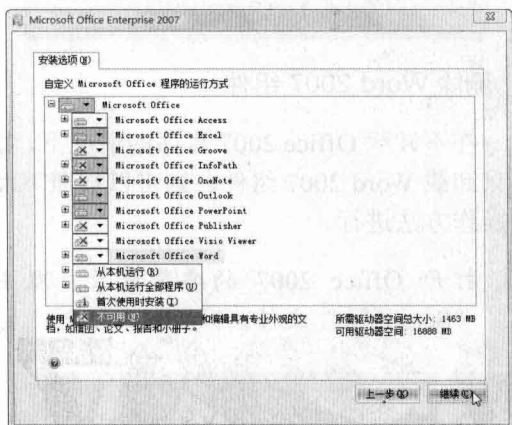 Microsoft Office Enterprise 2007
安装选项(N)
自定义 Microsoft Office 程序的运行方式
Microsoft Office
Microsoft Office Access
Microsoft Office Excel
Microsoft Office Groove
Microsoft Office InfoPath
Microsoft Office OneNote
Microsoft Office Outlook
Microsoft Office PowerPoint
Microsoft Office Publisher
Microsoft Office Visio Viewer
Microsoft Office Word
从本机运行(R)
从本机运行全部程序(U)
首次使用时安装(I)
不可用
使用 和编辑具有专业外观的文
档，如信函、论文、报告和小册子。
所需驱动器空间总大小: 1463 MB
可用驱动器空间: 16888 MB
上一步
继续(C)